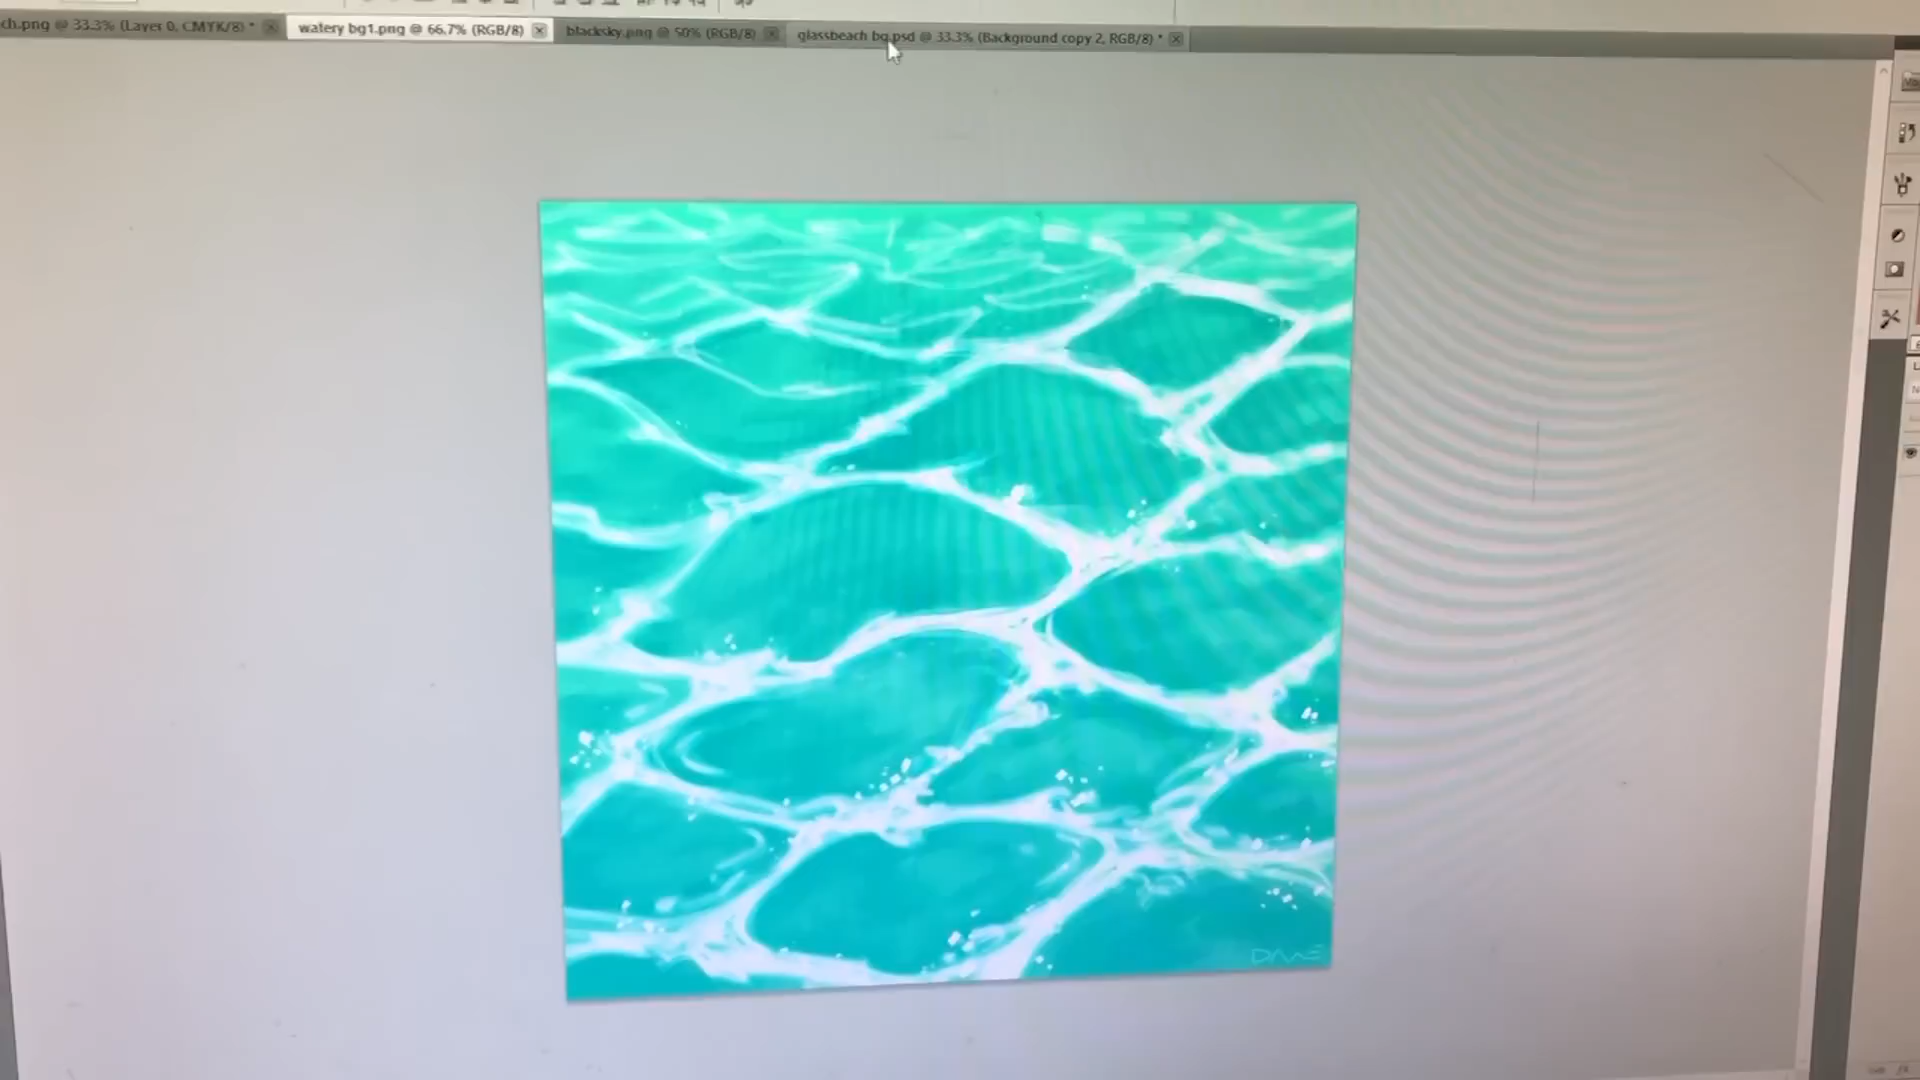 ch.png @ 33.3% (Layer 0, CMYK/8) *
watery bg1.png @ 66.7% (RGB/8)
blacksky.png @ 50% (RGB/8)
glassbeach bg.psd @ 33.3% (Background copy 2, RGB/8) *